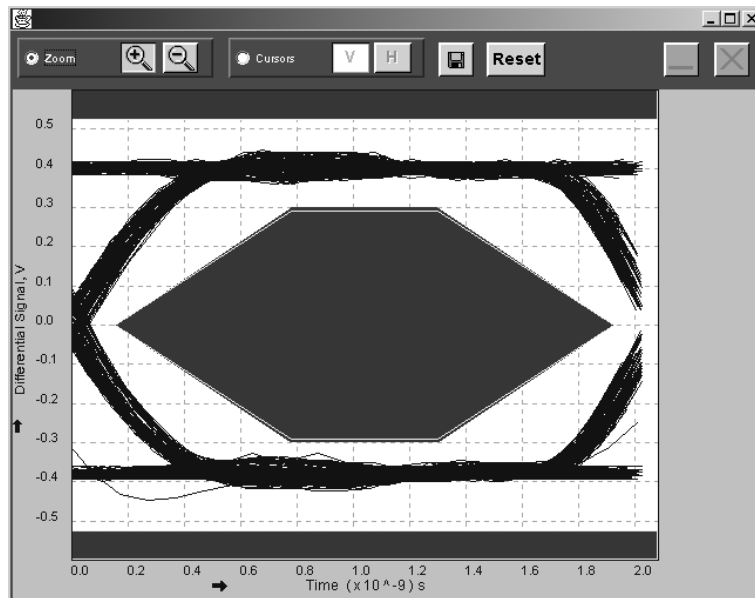 Zoom
Cursors
V
H
Reset
Differential Signal, V
0.5
0.4
0.3
0.2
0.1
0.0
-0.1
-0.2
-0.3
-0.4
-0.5
0.0 0.2 0.4 0.6 0.8 1.0 1.2 1.4 1.6 1.8 2.0
Time (x10^-9) s